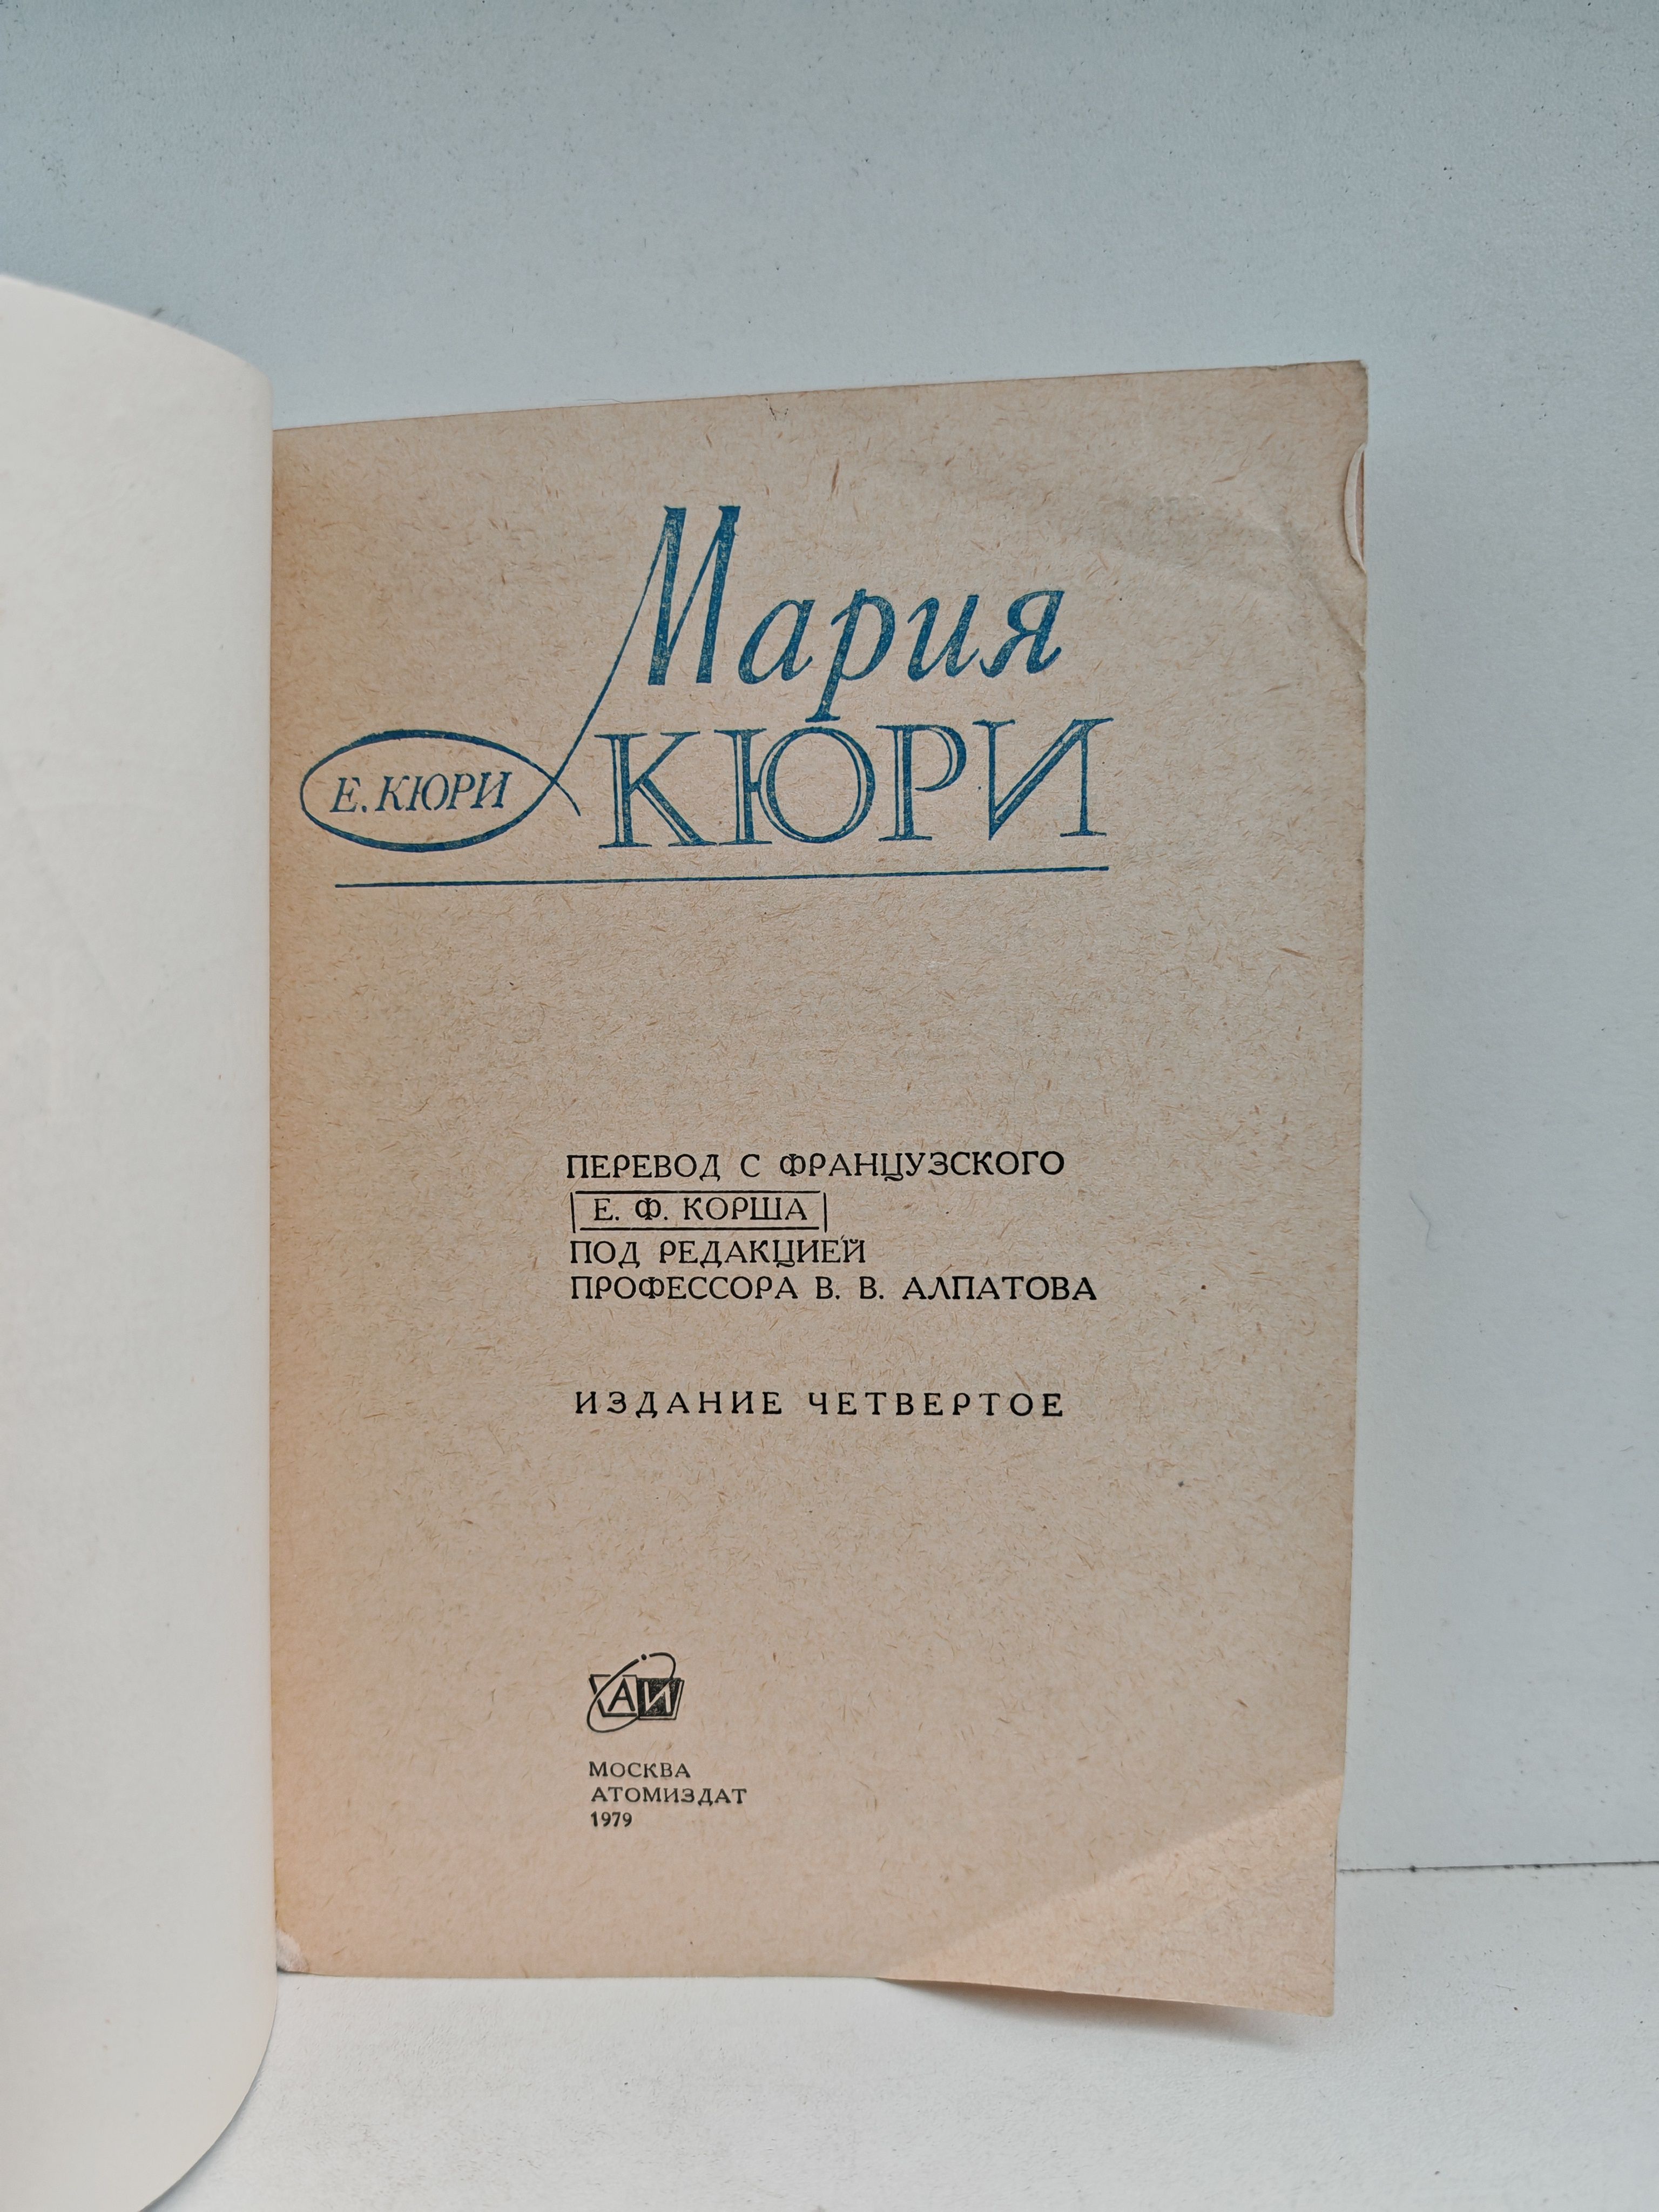 Мария
Е. КЮРИ
КЮРИ
ПЕРЕВОД С ФРАНЦУЗСКОГО
Е. Ф. КОРША
ПОД РЕДАКЦИЕЙ
ПРОФЕССОРА В. В. АЛПАТОВА
ИЗДАНИЕ ЧЕТВЕРТОЕ
АИ
МОСКВА
АТОМИЗДАТ
1979